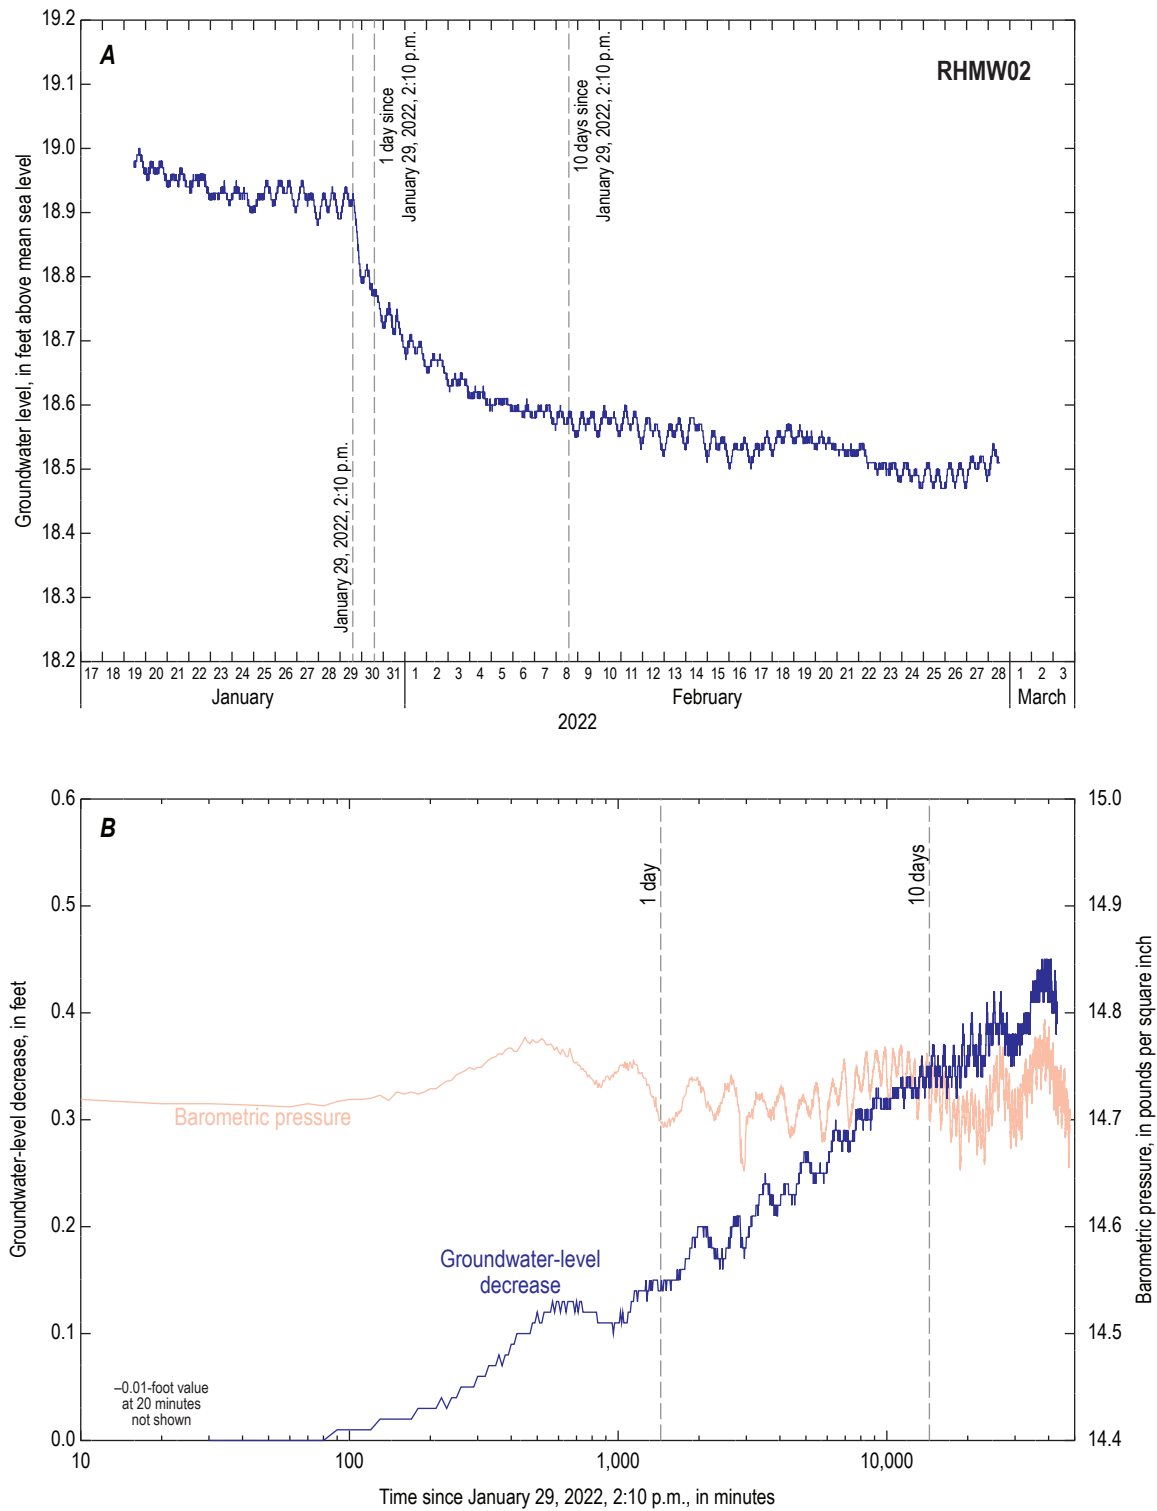 A
RHMW02
19.2
19.1
19.0
18.9
18.8
18.7
18.6
18.5
18.4
18.3
18.2
Groundwater level, in feet above mean sea level
January 29, 2022, 2:10 p.m.
1 day since
January 29, 2022, 2:10 p.m.
10 days since
January 29, 2022, 2:10 p.m.
17 18 19 20 21 22 23 24 25 26 27 28 29 30 31 1 2 3 4 5 6 7 8 9 10 11 12 13 14 15 16 17 18 19 20 21 22 23 24 25 26 27 28 1 2 3
January February March
2022
B
0.6
0.5
0.4
0.3
0.2
0.1
0.0
Groundwater-level decrease, in feet
15.0
14.9
14.8
14.7
14.6
14.5
14.4
Barometric pressure, in pounds per square inch
1 day
10 days
Barometric pressure
Groundwater-level
decrease
–0.01-foot value
at 20 minutes
not shown
10 100 1,000 10,000
Time since January 29, 2022, 2:10 p.m., in minutes